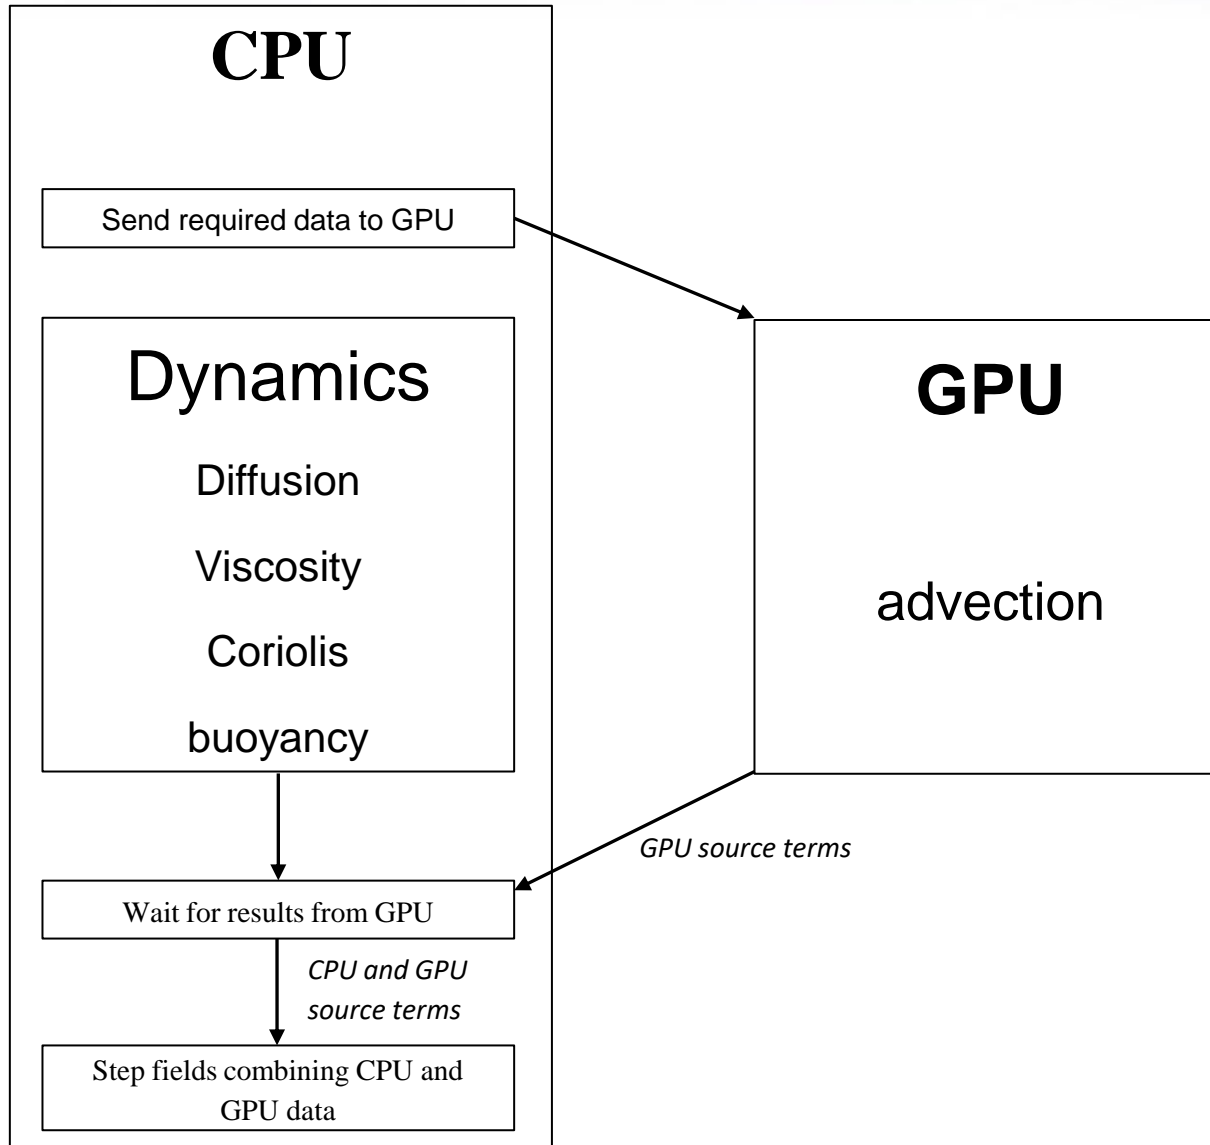 CPU
Send required data to GPU
Dynamics
Diffusion
Viscosity
Coriolis
buoyancy
GPU
advection
GPU source terms
Wait for results from GPU
CPU and GPU
source terms
Step fields combining CPU and
GPU data